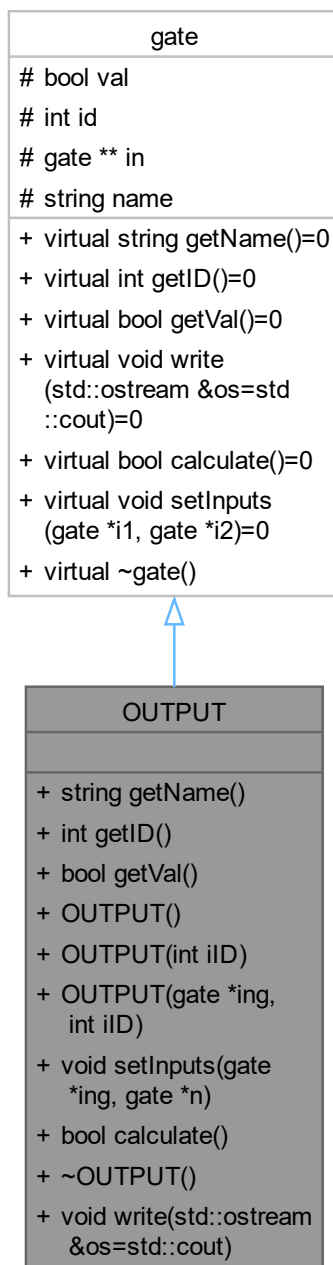 gate
# bool val
# int id
# gate ** in
# string name
+ virtual string getName()=0
+ virtual int getID()=0
+ virtual bool getVal()=0
+ virtual void write
(std::ostream &os=std
::cout)=0
+ virtual bool calculate()=0
+ virtual void setInputs
(gate *i1, gate *i2)=0
+ virtual ~gate()
OUTPUT
+ string getName()
+ int getID()
+ bool getVal()
+ OUTPUT()
+ OUTPUT(int iID)
+ OUTPUT(gate *ing,
int iID)
+ void setInputs(gate
*ing, gate *n)
+ bool calculate()
+ ~OUTPUT()
+ void write(std::ostream
&os=std::cout)